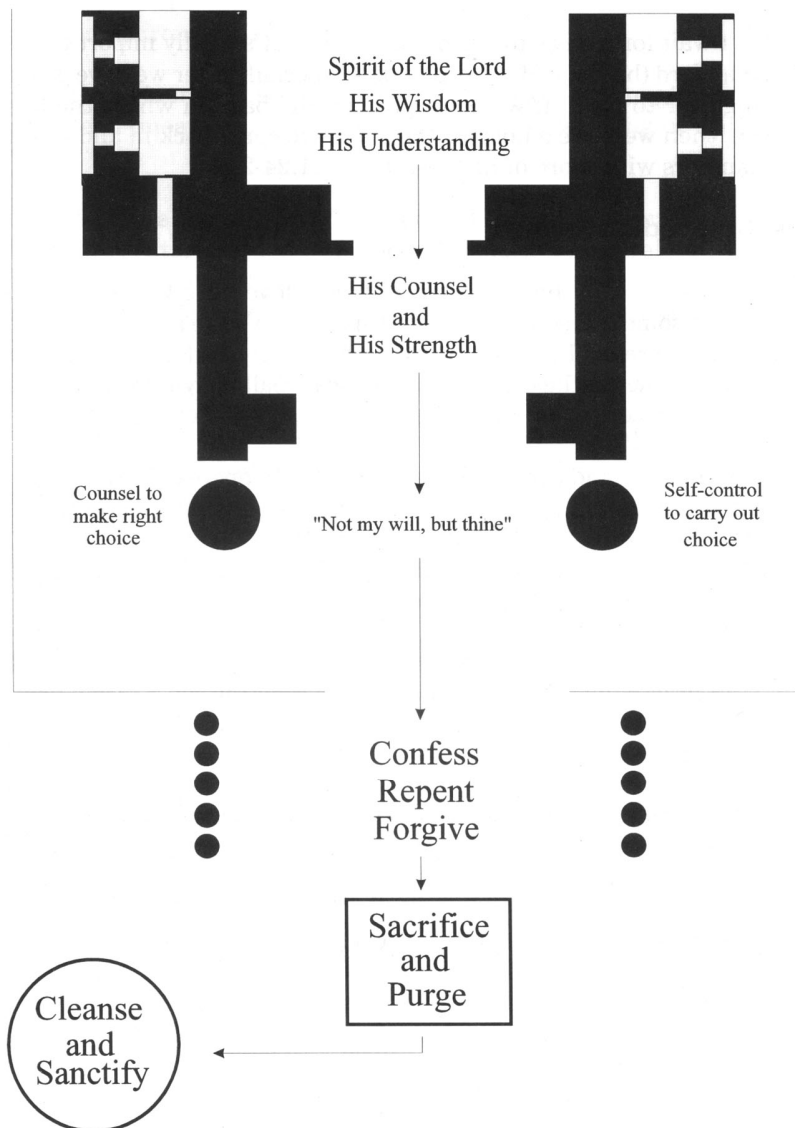 Spirit of the Lord
His Wisdom
His Understanding
His Counsel
and
His Strength
Counsel to
make right
choice
"Not my will, but thine"
Self-control
to carry out
choice
Confess
Repent
Forgive
Sacrifice
and
Purge
Cleanse
and
Sanctify